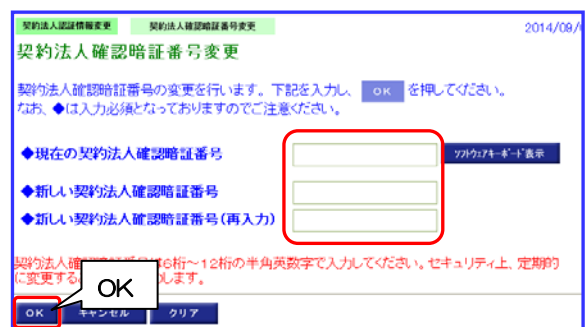 契約法人認証情報変更 契約法人確認暗証番号変更 2014/09/
契約法人確認暗証番号変更
契約法人確認暗証番号の変更を行います。下記を入力し、 OK を押してください。
なお、◆は入力必須となっておりますのでご注意ください。
◆現在の契約法人確認暗証番号 ソフトウェアキーボード表示
◆新しい契約法人確認暗証番号
◆新しい契約法人確認暗証番号(再入力)
契約法人確 は6桁～12桁の半角英数字で入力してください。セキュリティ上、定期的
に変更する します。
OK
OK キャンセル クリア